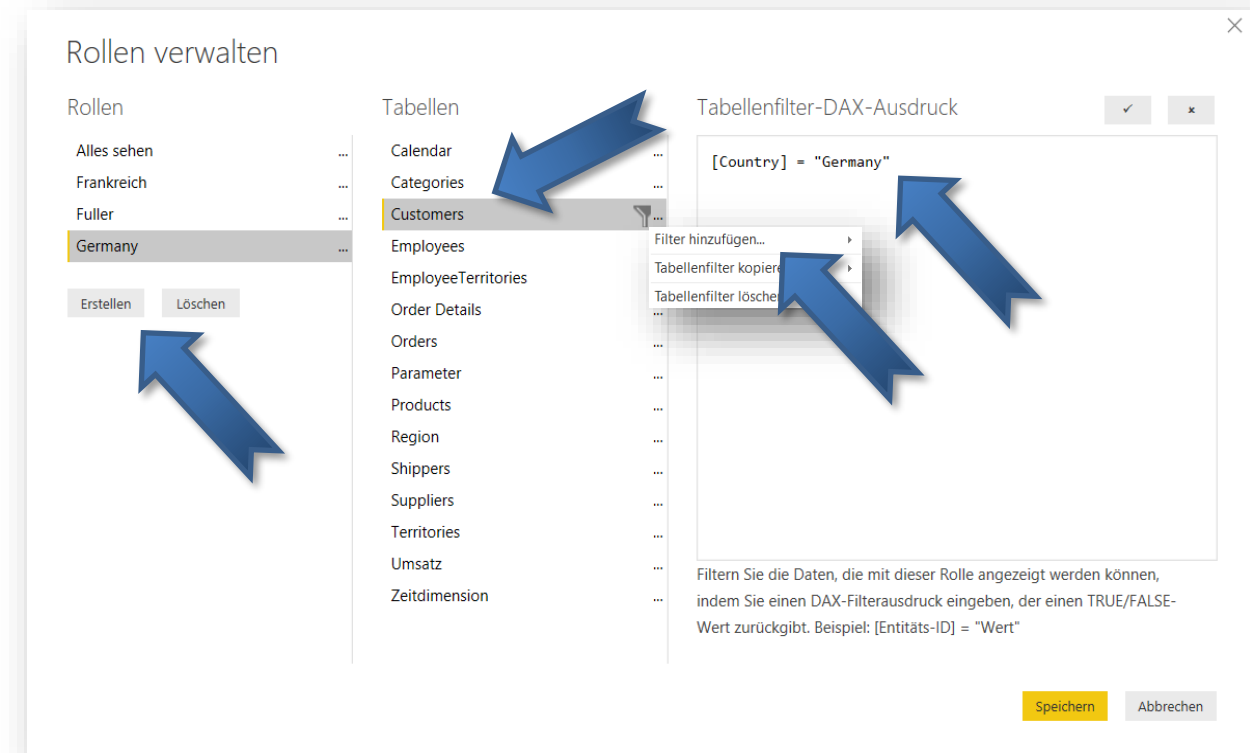 Rollen verwalten
Rollen
Alles sehen ...
Frankreich ...
Fuller ...
Germany ...
Erstellen Löschen
Tabellen
Calendar ...
Categories ...
Customers ...
Employees
EmployeeTerritories
Order Details ...
Orders ...
Parameter ...
Products ...
Region ...
Shippers ...
Suppliers ...
Territories ...
Umsatz ...
Zeitdimension ...
Filter hinzufügen...
Tabellenfilter
Tabellenfilter
Tabellenfilter-DAX-Ausdruck
[Country] = "Germany"
Filtern Sie die Daten, die mit dieser Rolle angezeigt werden können,
indem Sie einen DAX-Filterausdruck eingeben, der einen TRUE/FALSE-
Wert zurückgibt. Beispiel: [Entitäts-ID] = "Wert"
Speichern Abbrechen